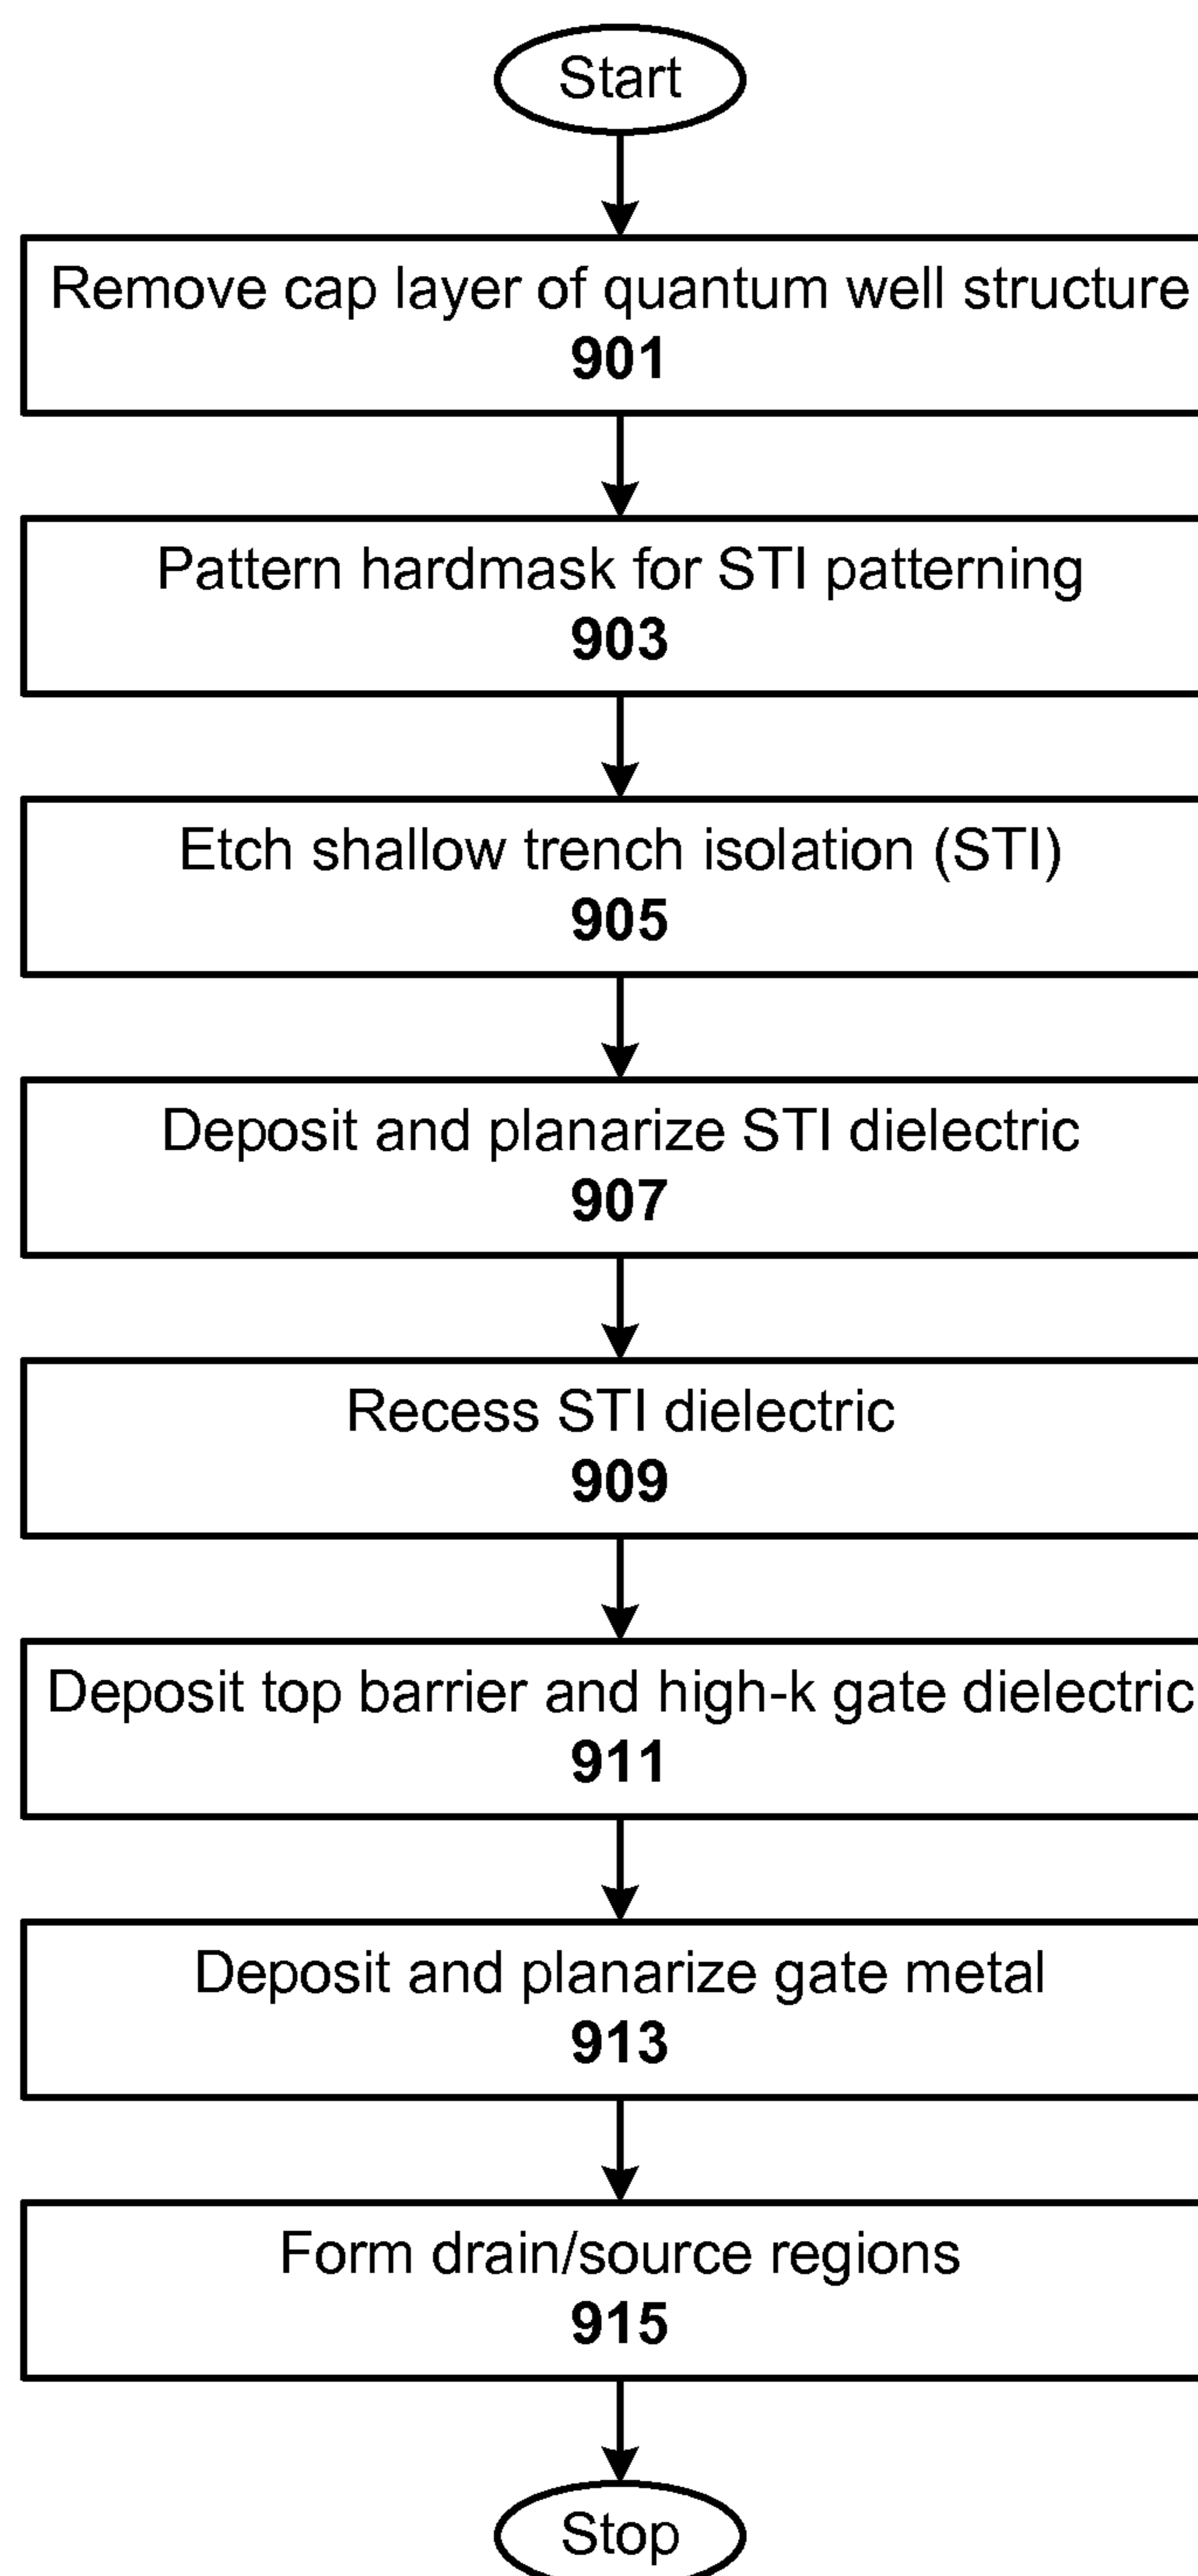 Start
Remove cap layer of quantum well structure
901
Pattern hardmask for STI patterning
903
Etch shallow trench isolation (STI)
905
Deposit and planarize STI dielectric
907
Recess STI dielectric
909
Deposit top barrier and high-k gate dielectric
911
Deposit and planarize gate metal
913
Form drain/source regions
915
Stop